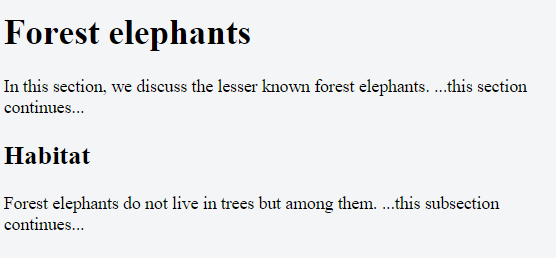 Forest elephants
In this section, we discuss the lesser known forest elephants. ...this section
continues...
Habitat
Forest elephants do not live in trees but among them. ...this subsection
continues...